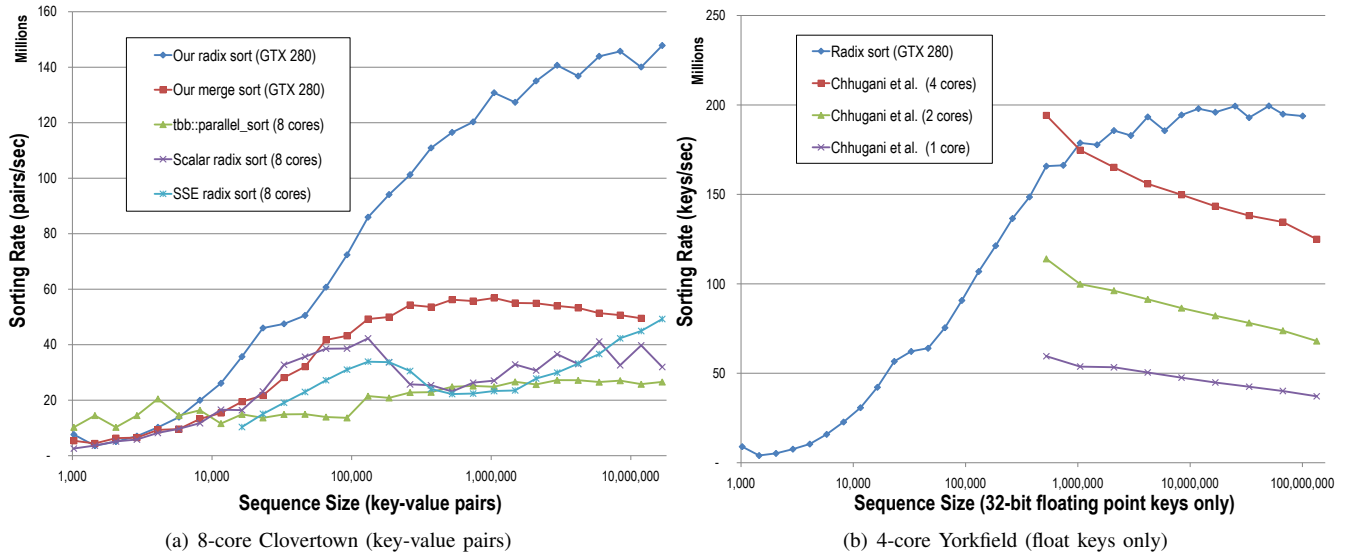 160
140
120
100
80
60
40
20
-
Millions
Sorting Rate (pairs/sec)
Our radix sort (GTX 280)
Our merge sort (GTX 280)
tbb::parallel_sort (8 cores)
Scalar radix sort (8 cores)
SSE radix sort (8 cores)
1,000
10,000
100,000
1,000,000
10,000,000
Sequence Size (key-value pairs)
(a) 8-core Clovertown (key-value pairs)
250
200
150
100
50
-
Millions
Sorting Rate (keys/sec)
Radix sort (GTX 280)
Chhugani et al. (4 cores)
Chhugani et al. (2 cores)
Chhugani et al. (1 core)
1,000
10,000
100,000
1,000,000
10,000,000
100,000,000
Sequence Size (32-bit floating point keys only)
(b) 4-core Yorkfield (float keys only)